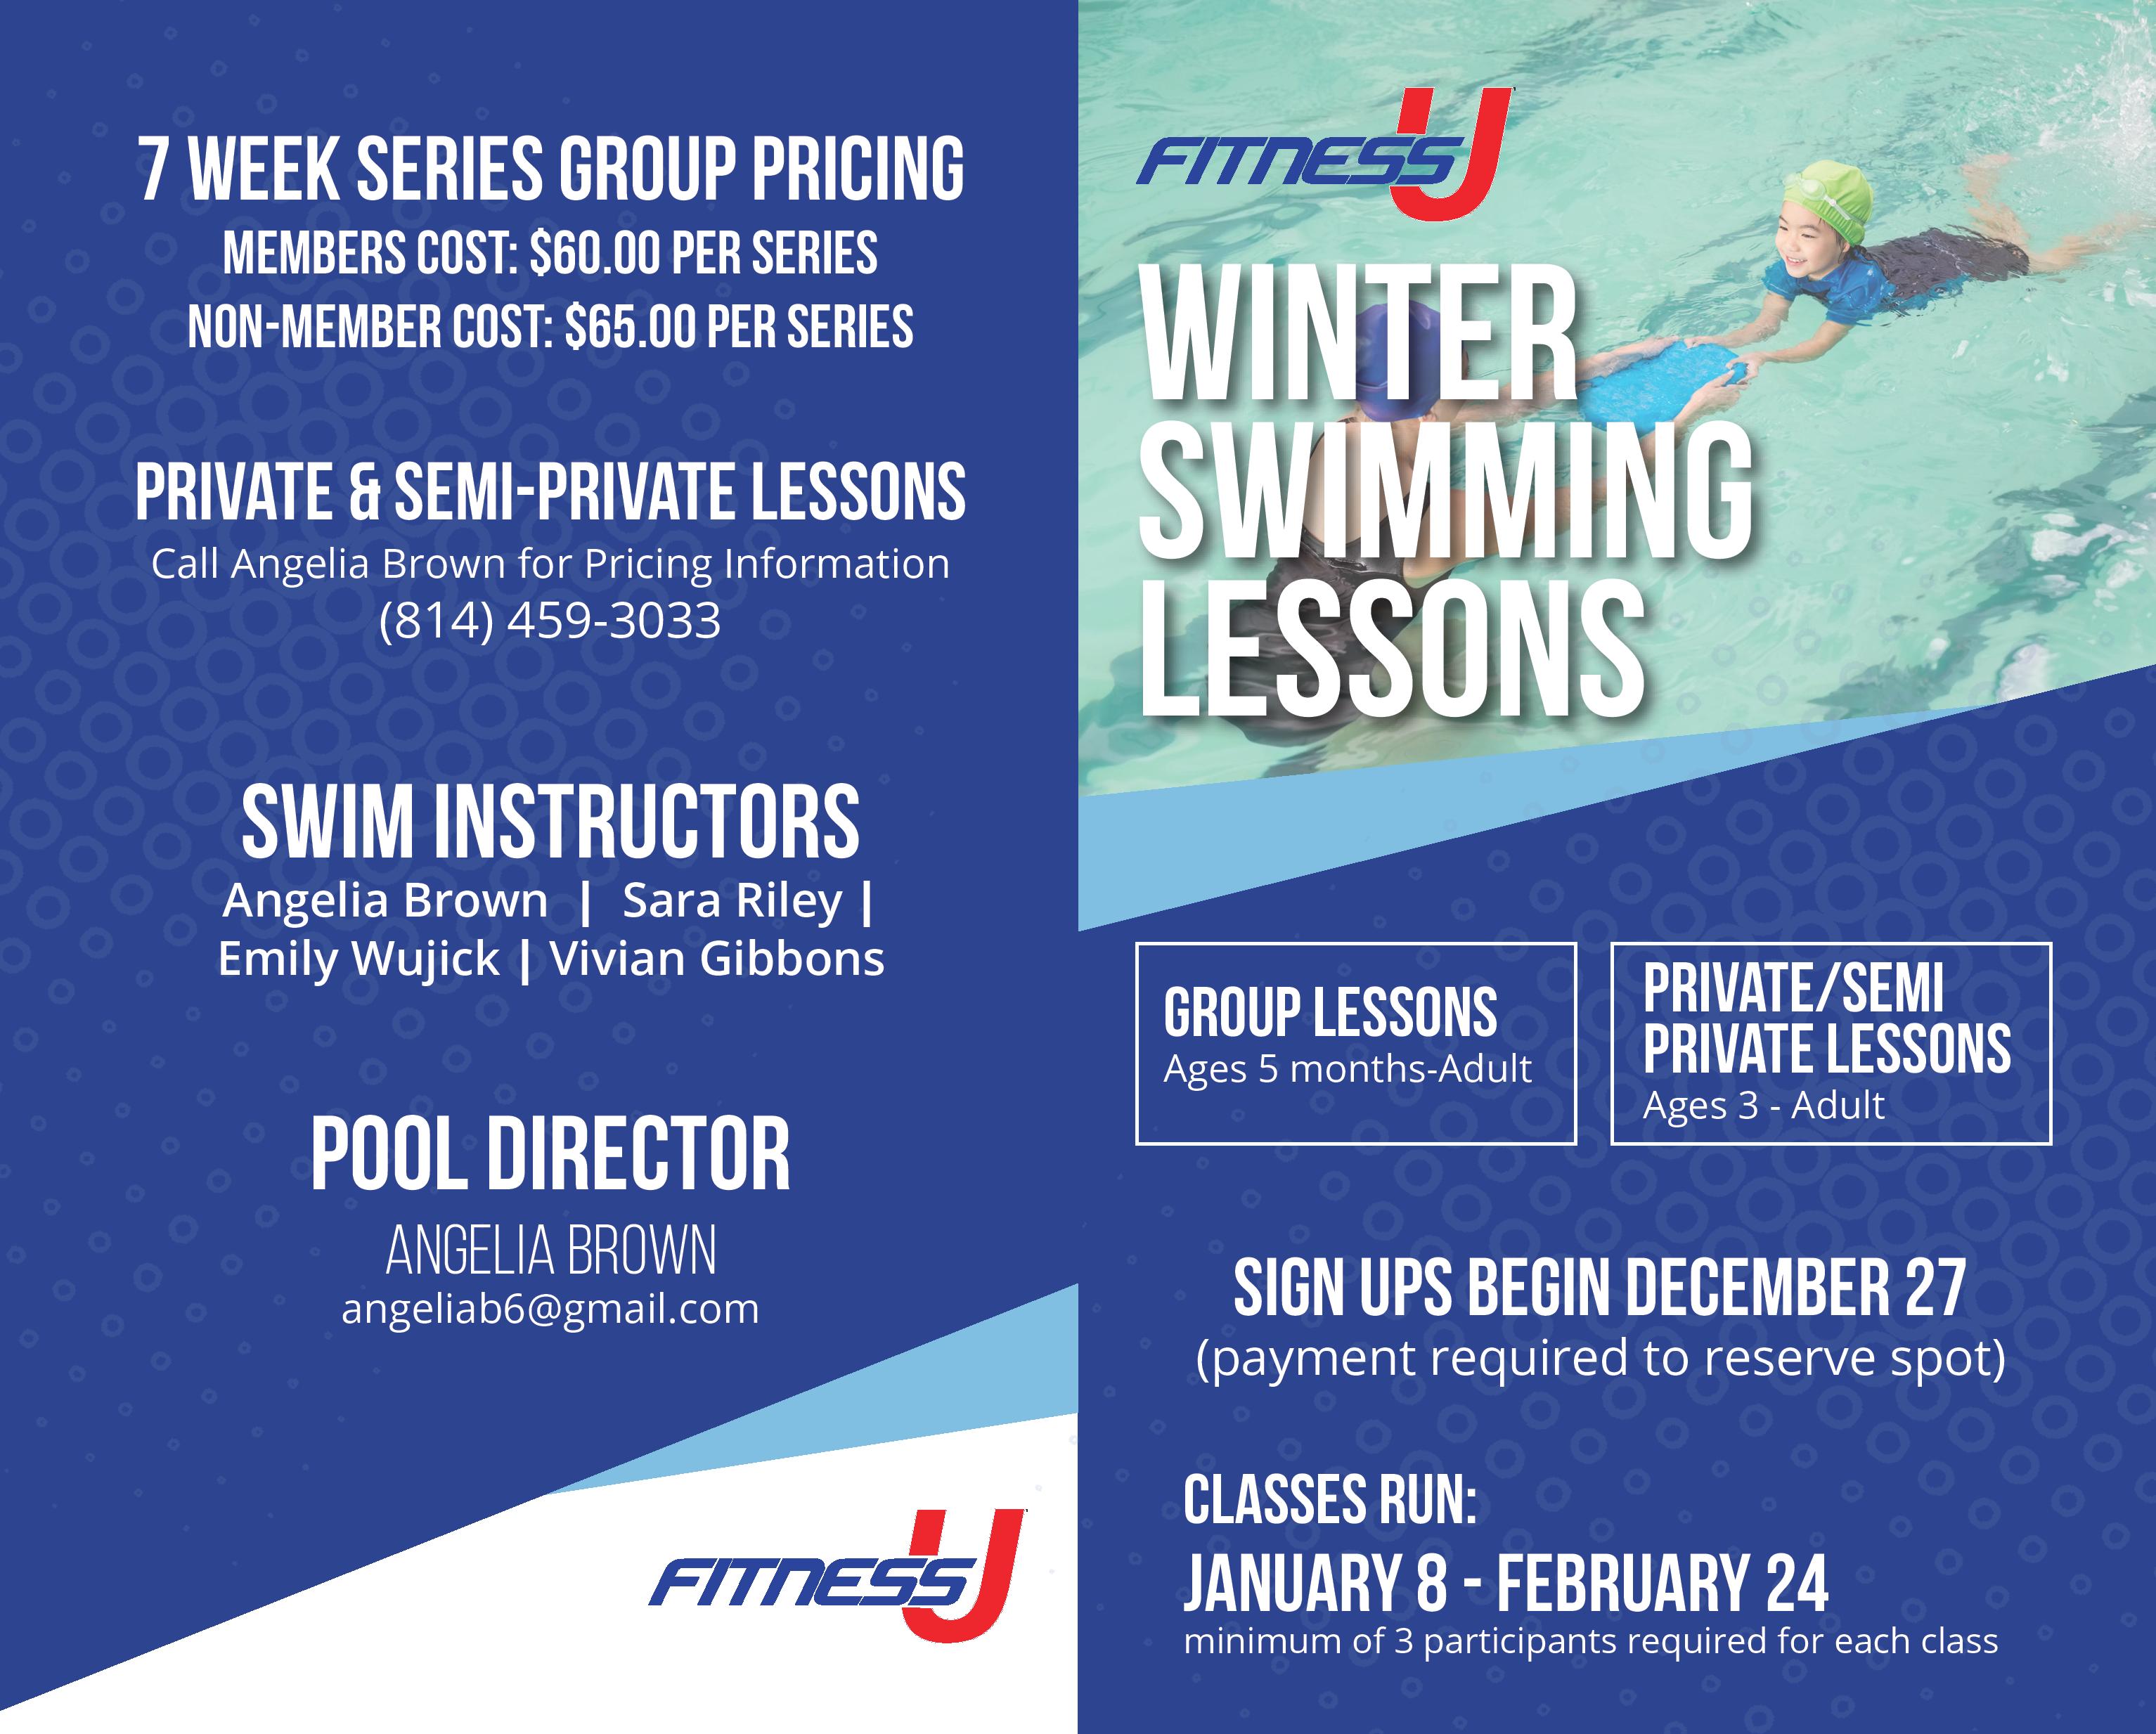 7 WEEK SERIES GROUP PRICING
MEMBERS COST: $60.00 PER SERIES
NON-MEMBER COST: $65.00 PER SERIES
PRIVATE & SEMI-PRIVATE LESSONS
Call Angelia Brown for Pricing Information
(814) 459-3033
SWIM INSTRUCTORS
Angelia Brown | Sara Riley |
Emily Wujick | Vivian Gibbons
POOL DIRECTOR
ANGELIA BROWN
angeliab6@gmail.com
FITNESS U
FITNESS U
WINTER
SWIMMING
LESSONS
GROUP LESSONS
Ages 5 months-Adult
PRIVATE/SEMI
PRIVATE LESSONS
Ages 3 - Adult
SIGN UPS BEGIN DECEMBER 27
(payment required to reserve spot)
CLASSES RUN:
JANUARY 8 - FEBRUARY 24
minimum of 3 participants required for each class